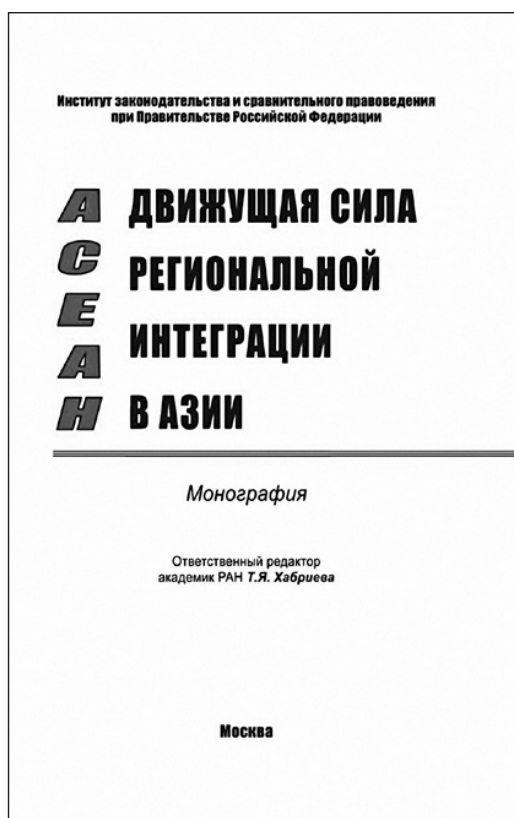 Институт законодательства и сравнительного правоведения
при Правительстве Российской Федерации
АСЕАН
ДВИЖУЩАЯ СИЛА
РЕГИОНАЛЬНОЙ
ИНТЕГРАЦИИ
В АЗИИ
Монография
Ответственный редактор
академик РАН Т.Я. Хабриева
Москва